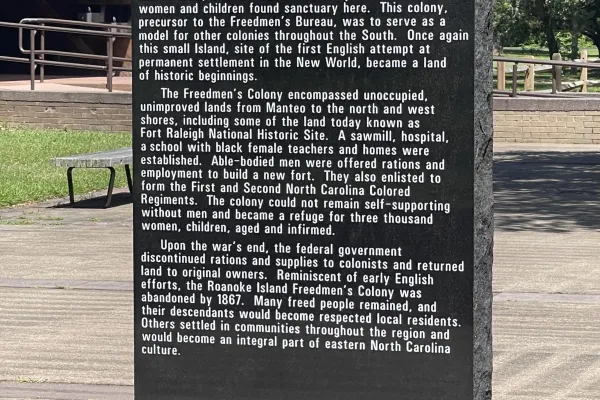 women and children found sanctuary here. This colony,
precursor to the Freedmen's Bureau, was to serve as a
model for other colonies throughout the South. Once again
this small Island, site of the first English attempt at
permanent settlement in the New World, became a land
of historic beginnings.
The Freedmen's Colony encompassed unoccupied,
unimproved lands from Manteo to the north and west
shores, including some of the land today known as
Fort Raleigh National Historic Site. A sawmill, hospital,
a school with black female teachers and homes were
established. Able-bodied men were offered rations and
employment to build a new fort. They also enlisted to
form the First and Second North Carolina Colored
Regiments. The colony could not remain self-supporting
without men and became a refuge for three thousand
women, children, aged and infirmed.
Upon the war's end, the federal government
discontinued rations and supplies to colonists and returned
land to original owners. Reminiscent of early English
efforts, the Roanoke Island Freedmen's Colony was
abandoned by 1867. Many freed people remained, and
their descendants would become respected local residents.
Others settled in communities throughout the region and
would become an integral part of eastern North Carolina
culture.